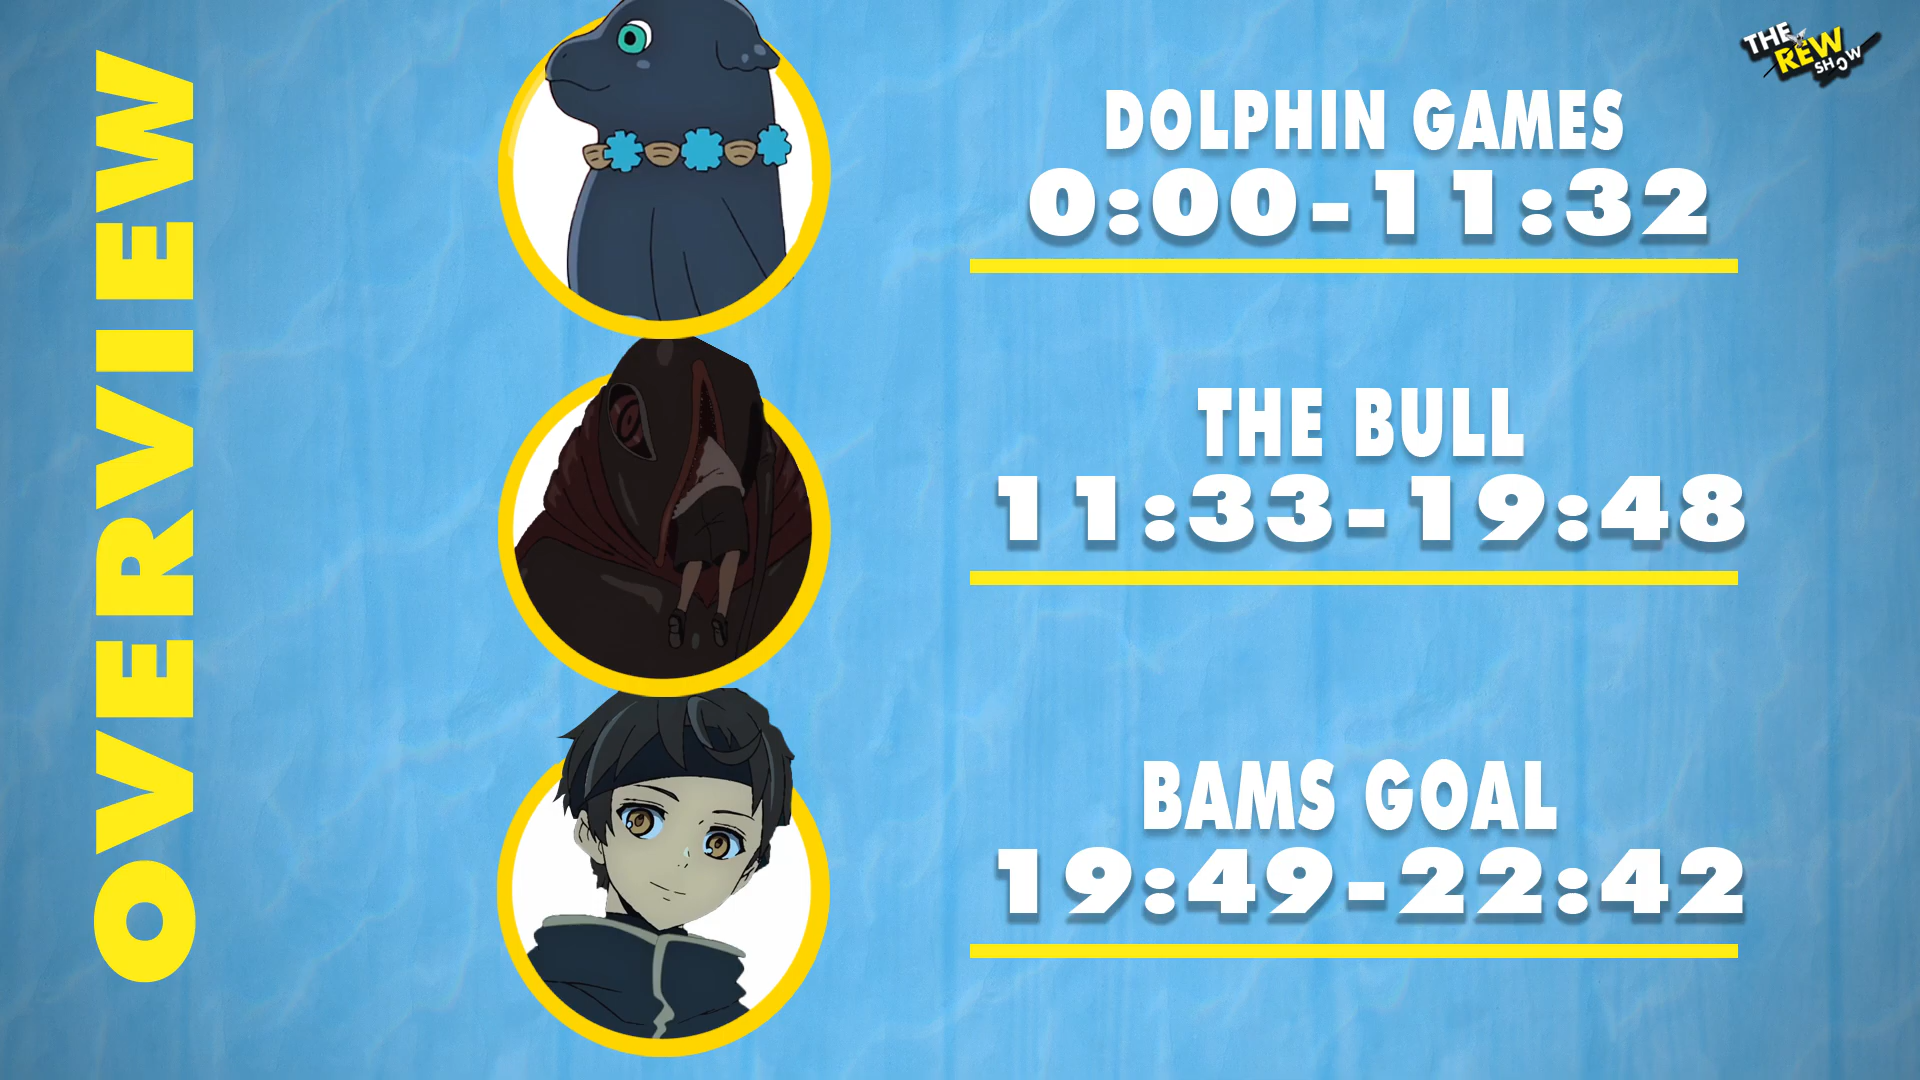 OVERVIEW
THE
REW
SHOW
DOLPHIN GAMES
0:00-11:32
THE BULL
11:33-19:48
BAMS GOAL
19:49-22:42